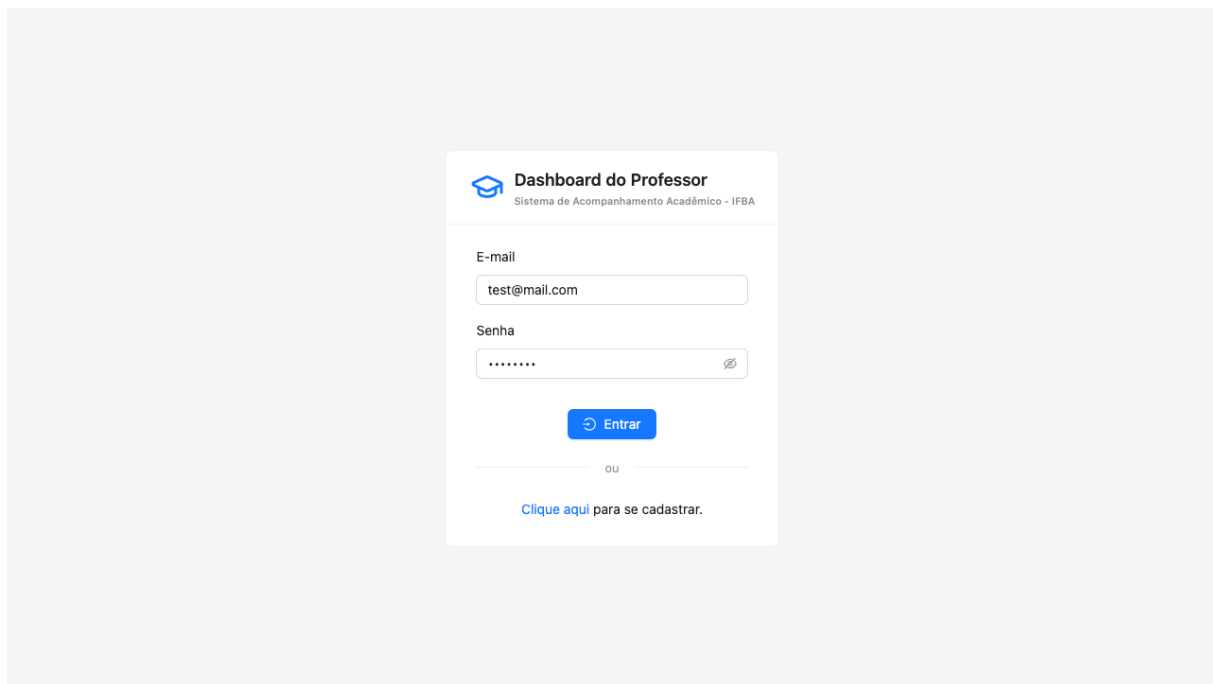 Dashboard do Professor
Sistema de Acompanhamento Acadêmico - IFBA
E-mail
test@mail.com
Senha
••••••••
Entrar
ou
Clique aqui para se cadastrar.